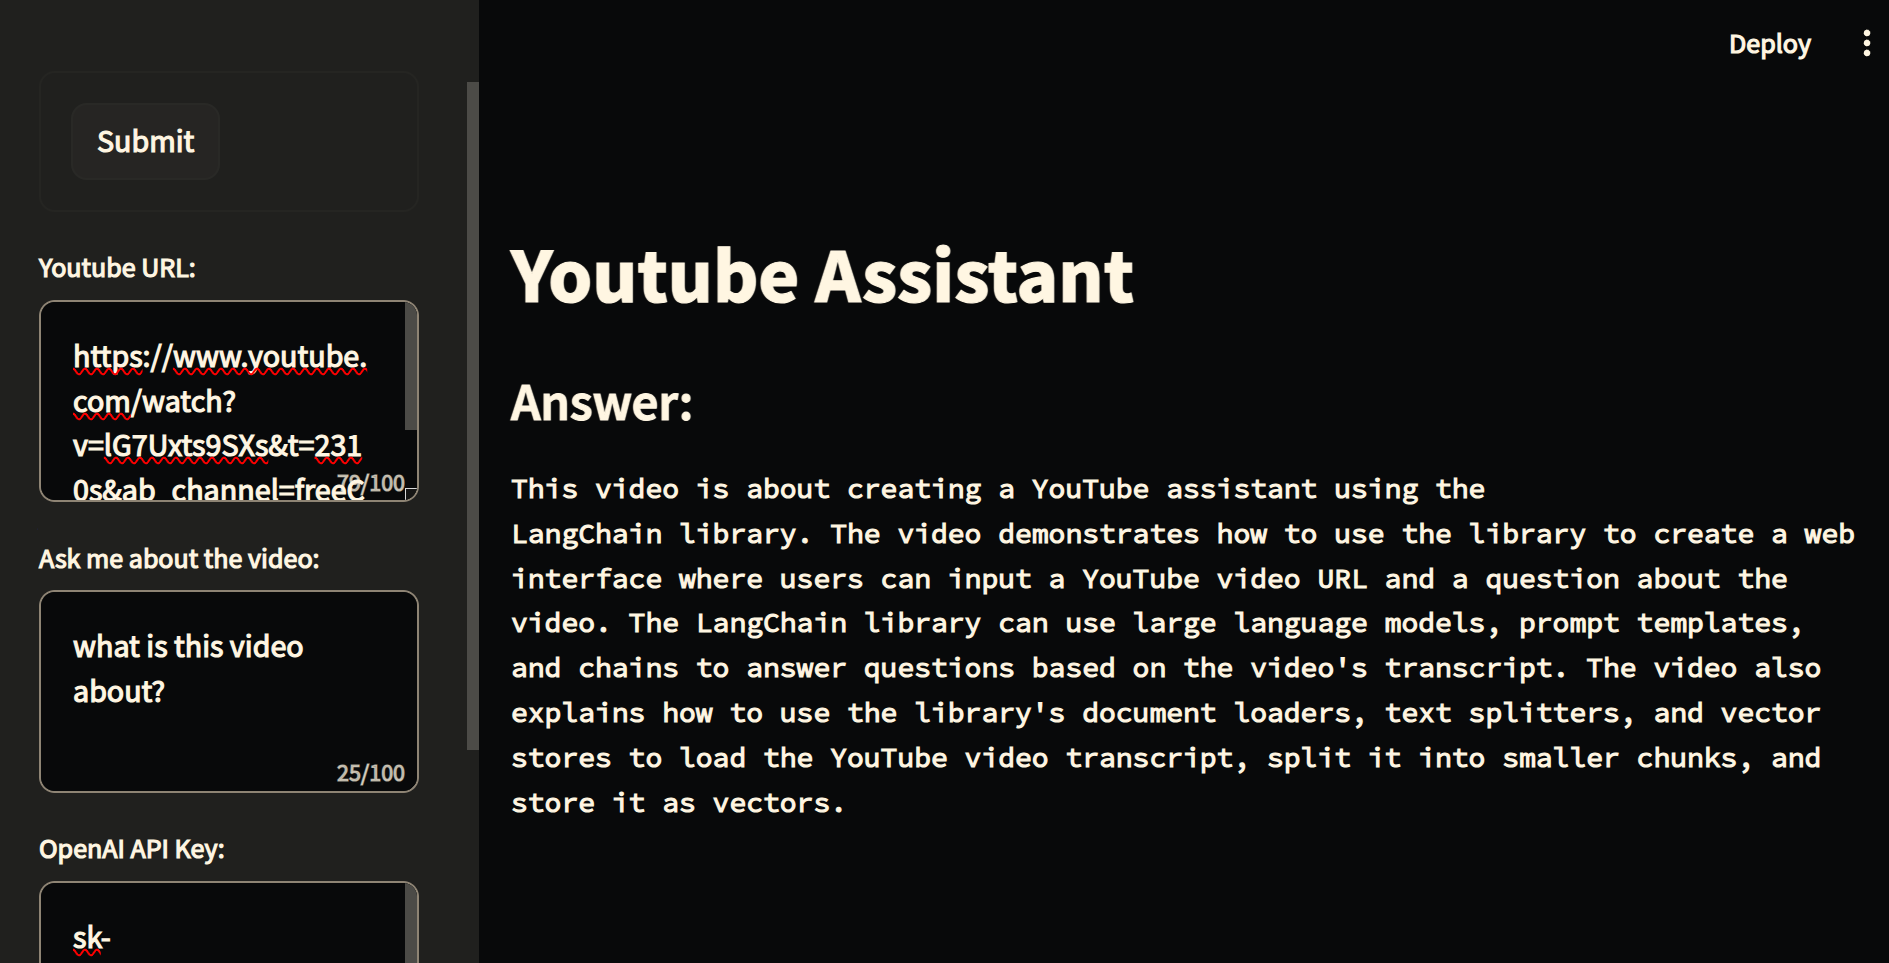 Deploy
Submit
Youtube URL:
https://www.youtube.
com/watch?
v=lG7Uxts9SXs&t=231
0s&ab_channel=freeC
/100
Ask me about the video:
what is this video
about?
25/100
OpenAI API Key:
sk-
Youtube Assistant
Answer:
This video is about creating a YouTube assistant using the
LangChain library. The video demonstrates how to use the library to create a web
interface where users can input a YouTube video URL and a question about the
video. The LangChain library can use large language models, prompt templates,
and chains to answer questions based on the video's transcript. The video also
explains how to use the library's document loaders, text splitters, and vector
stores to load the YouTube video transcript, split it into smaller chunks, and
store it as vectors.